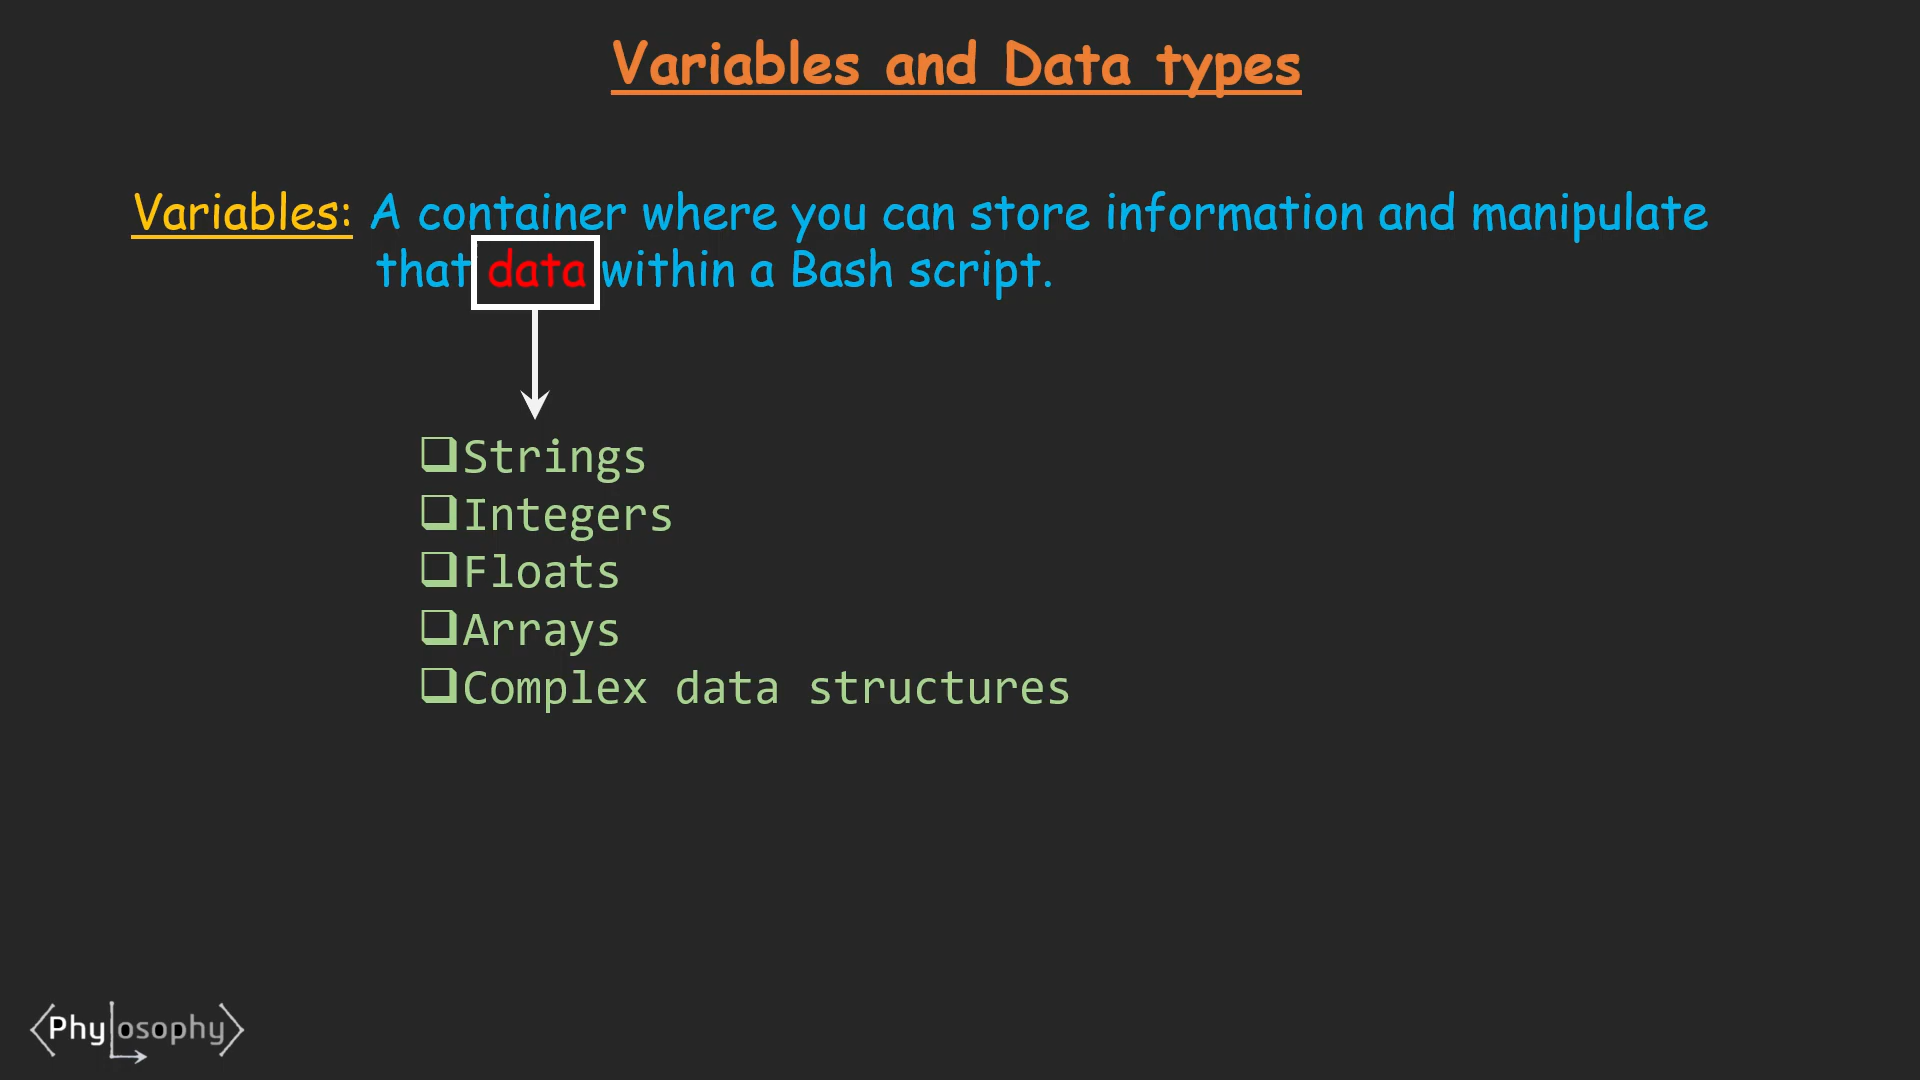 Variables and Data types
Variables: A container where you can store information and manipulate
that data within a Bash script.
❑Strings
❑Integers
❑Floats
❑Arrays
❑Complex data structures
Phylosophy